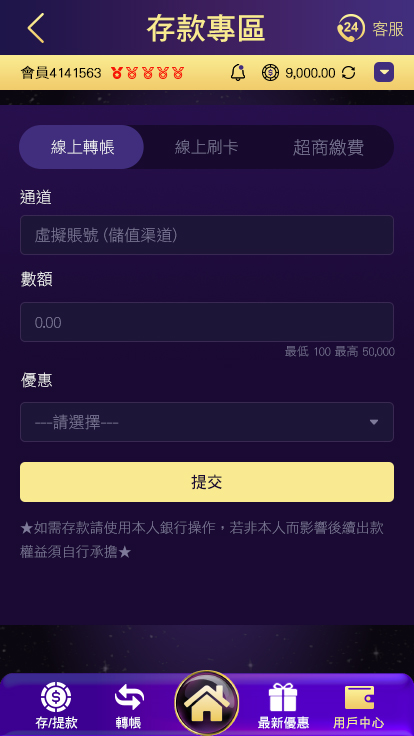 存款專區
24 客服
會員4141563
9,000.00
線上轉帳 線上刷卡 超商繳費
通道
虛擬賬號 (儲值渠道)
數額
0.00
最低 100 最高 50,000
優惠
---請選擇---
提交
★如需存款請使用本人銀行操作，若非本人而影響後續出款
權益須自行承擔★
存/提款 轉帳 最新優惠 用戶中心